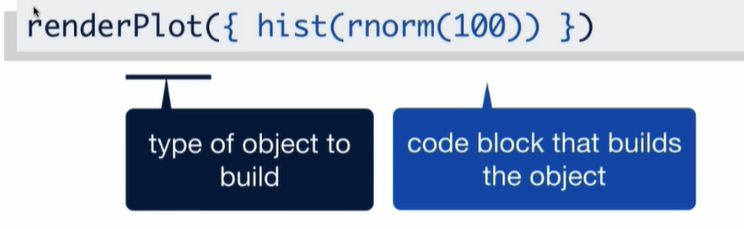 renderPlot({ hist(rnorm(100)) })
type of object to
build
code block that builds
the object